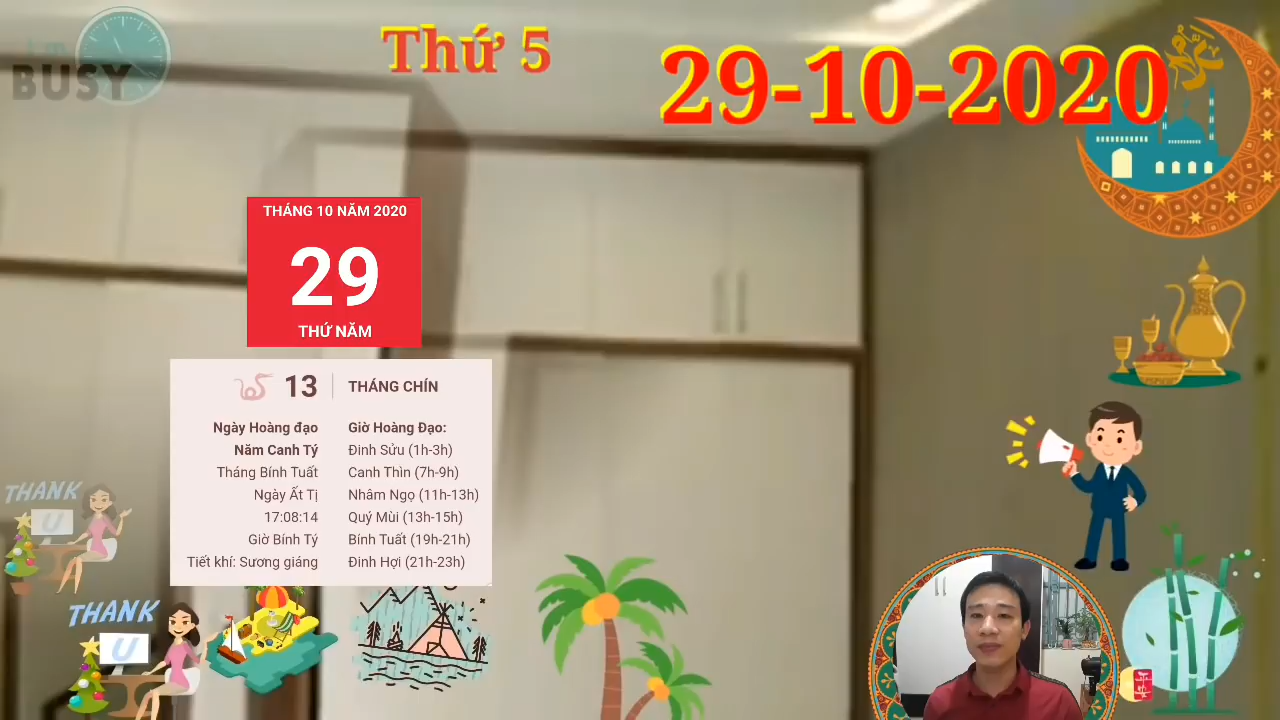 I'm
BUSY
Thứ 5
29-10-2020
THÁNG 10 NĂM 2020
29
THỨ NĂM
13
THÁNG CHÍN
Ngày Hoàng đạo
Năm Canh Tý
Tháng Bính Tuất
Ngày Ất Tị
17:08:14
Giờ Bính Tý
Tiết khí: Sương giáng
Giờ Hoàng Đạo:
Đinh Sửu (1h-3h)
Canh Thìn (7h-9h)
Nhâm Ngọ (11h-13h)
Quý Mùi (13h-15h)
Bính Tuất (19h-21h)
Đinh Hợi (21h-23h)
THANK
U
THANK
U